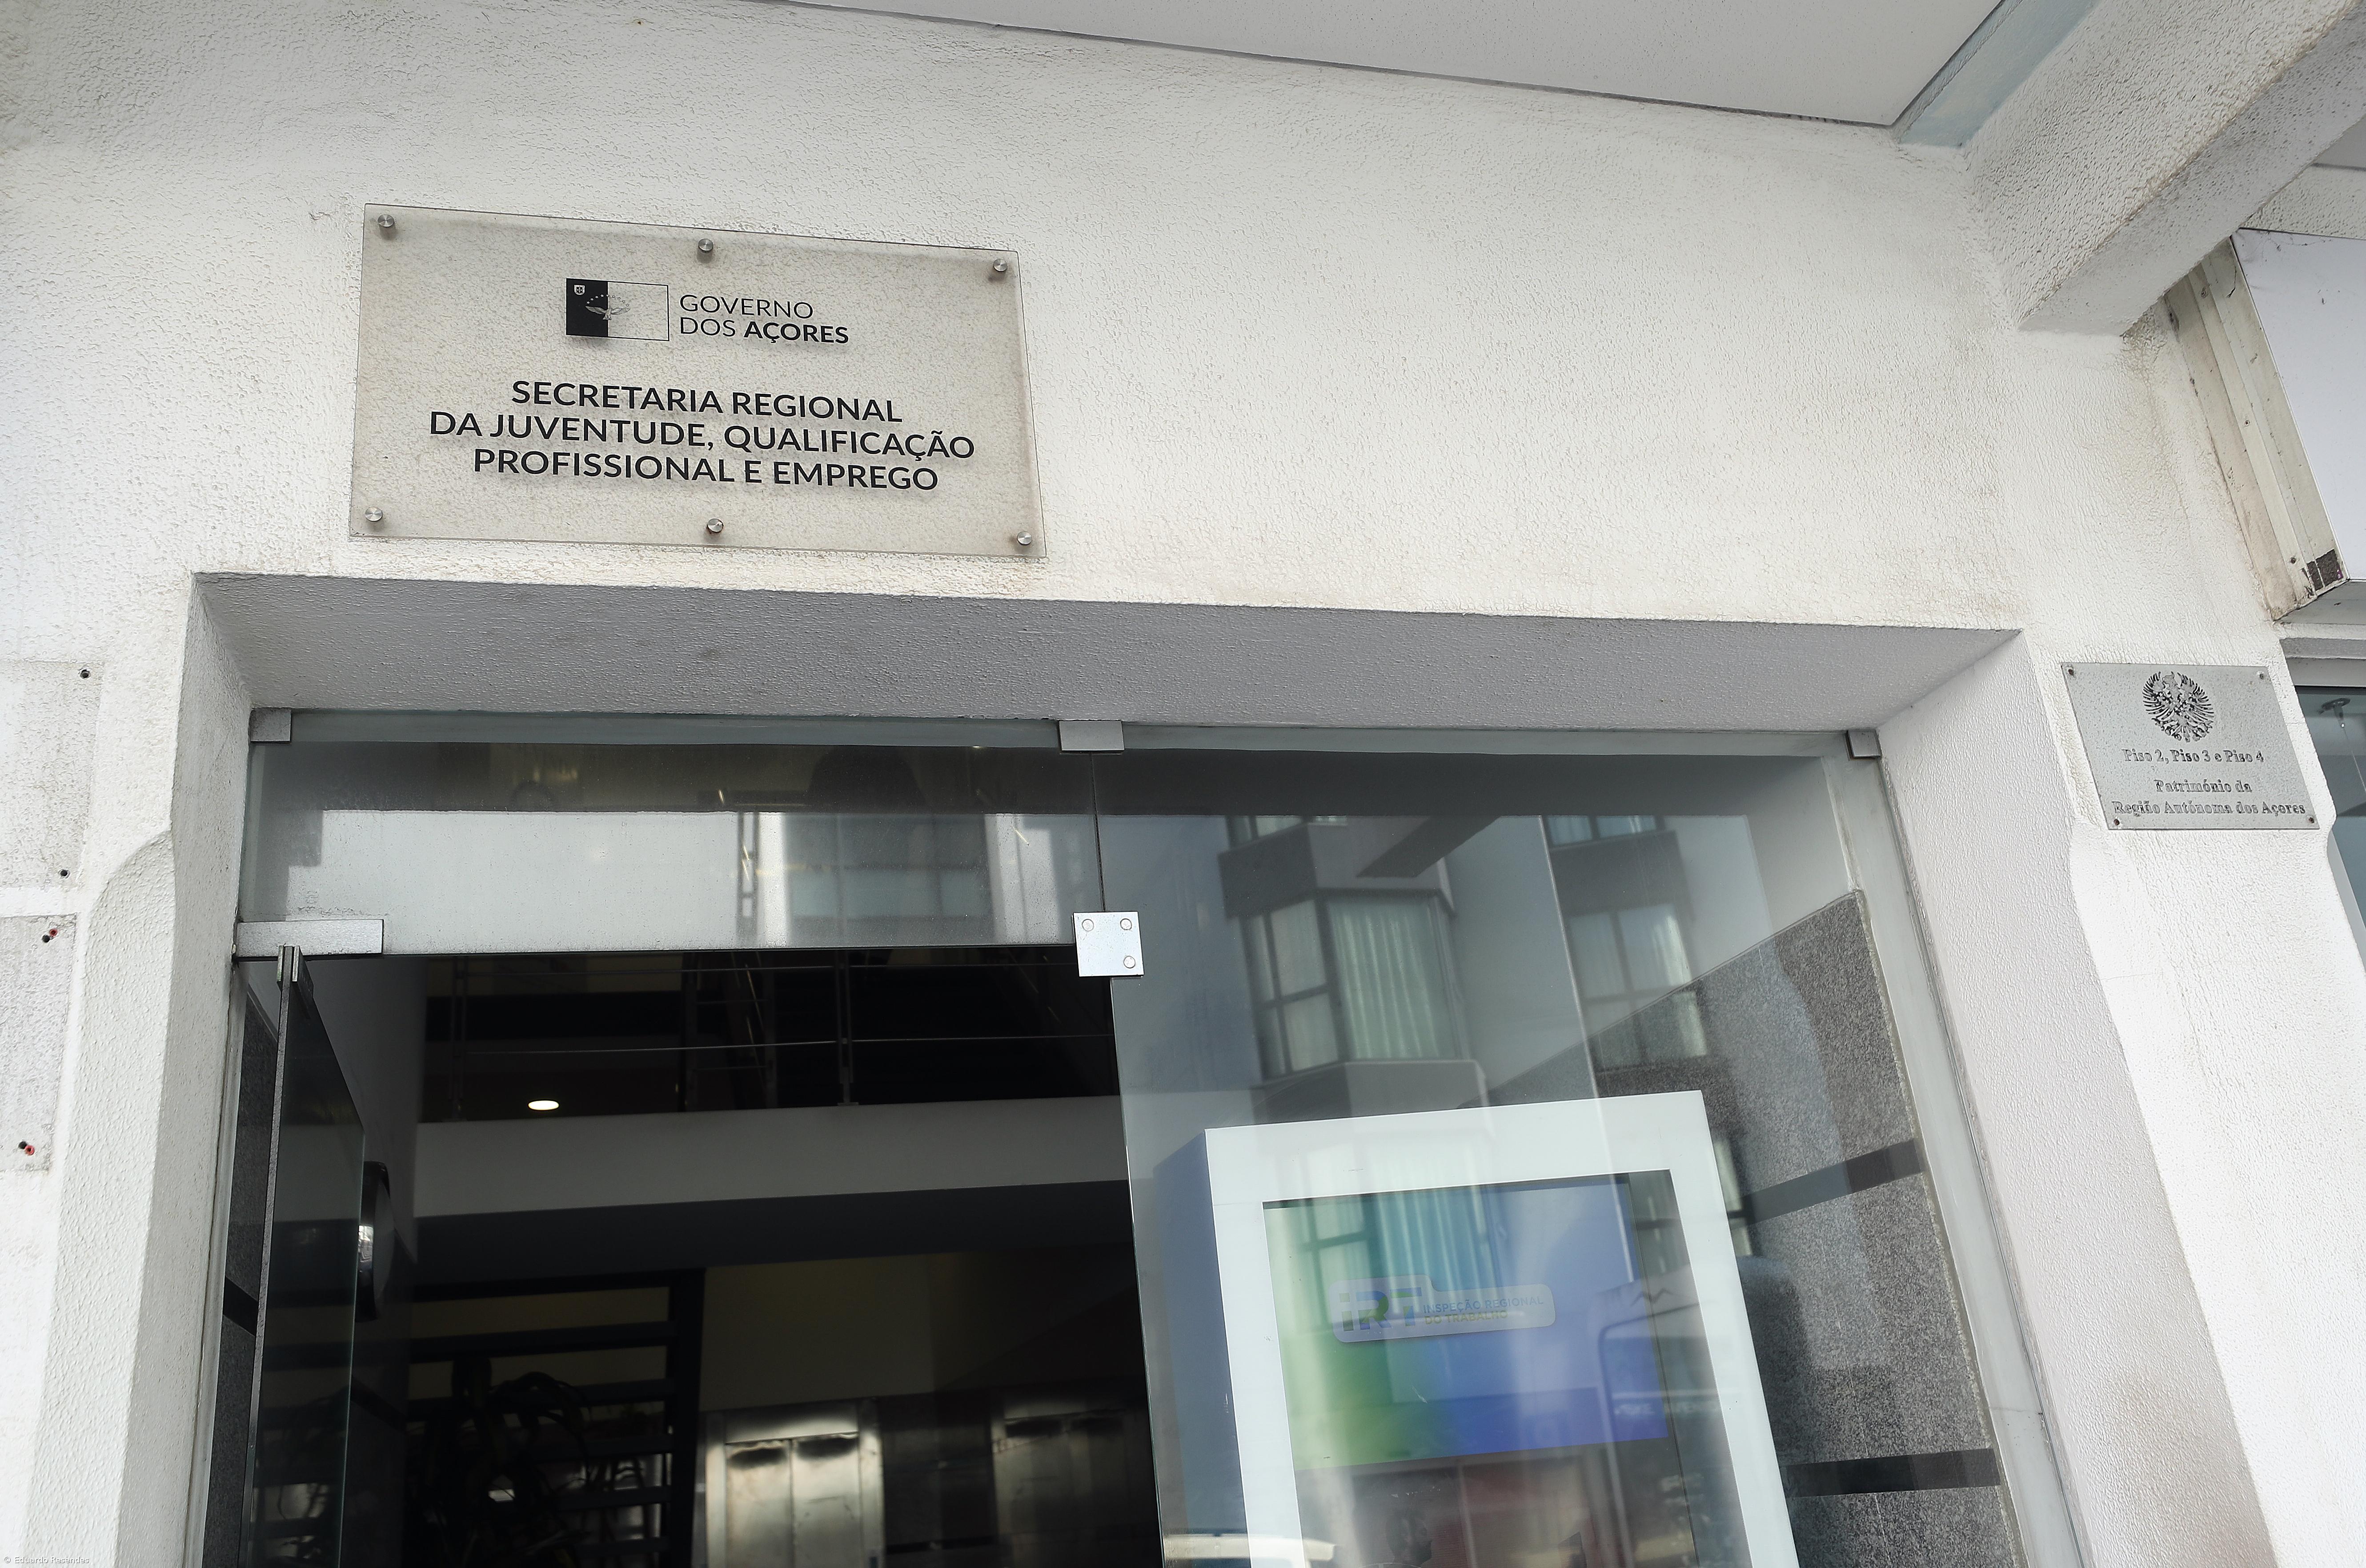 GOVERNO
DOS AÇORES
SECRETARIA REGIONAL
DA JUVENTUDE, QUALIFICAÇÃO
PROFISSIONAL E EMPREGO
Piso 2, Piso 3 e Piso 4
Património da
Região Autónoma dos Açores
iRT INSPEÇÃO REGIONAL
DO TRABALHO